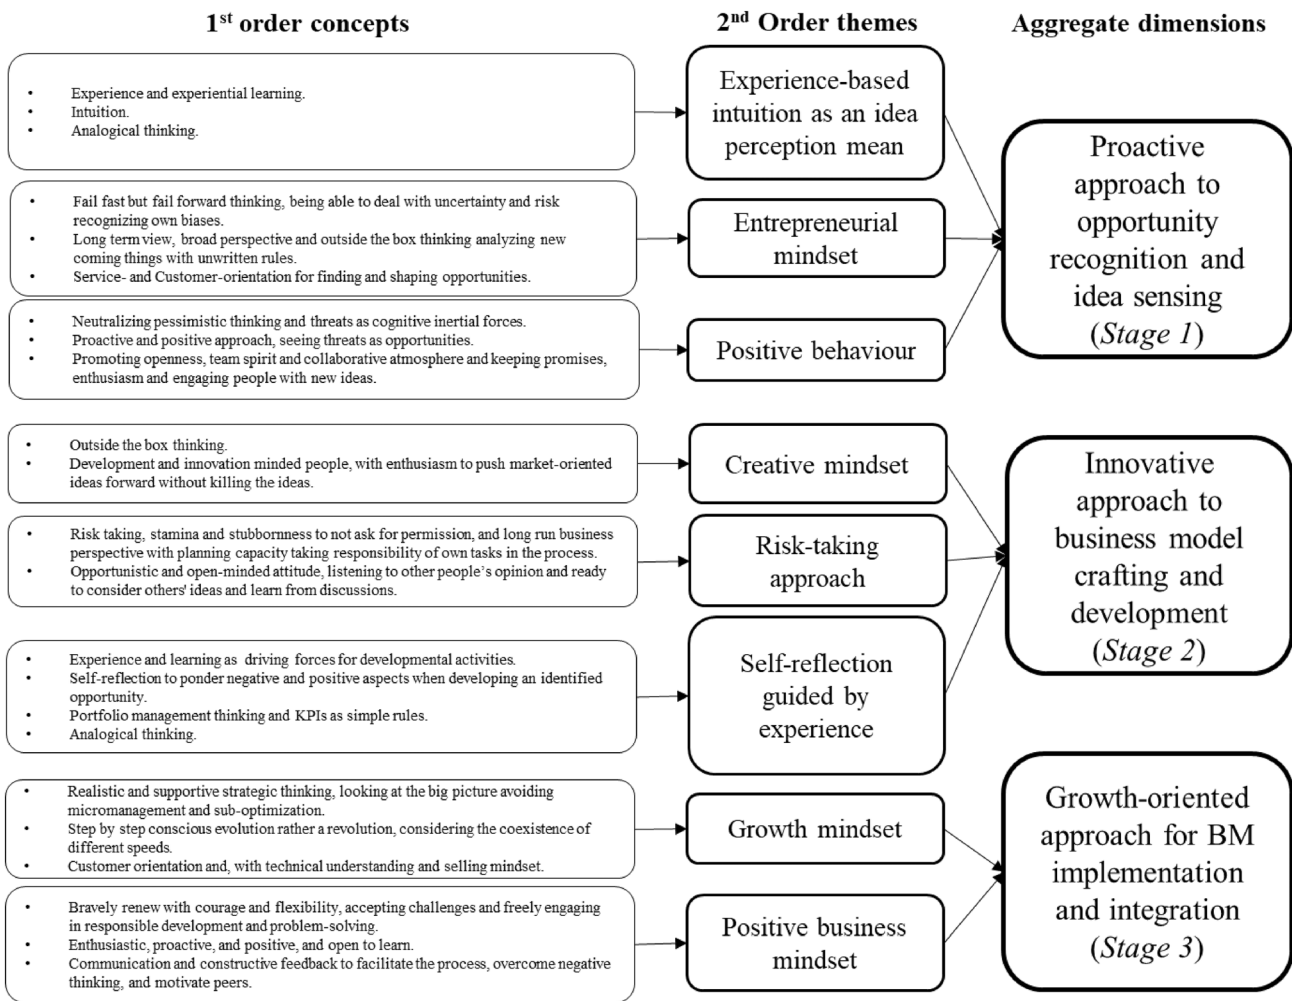 1st order concepts
2nd Order themes
Aggregate dimensions
• Experience and experiential learning.
• Intuition.
• Analogical thinking.
Experience-based
intuition as an idea
perception mean
• Fail fast but fail forward thinking, being able to deal with uncertainty and risk
recognizing own biases.
• Long term view, broad perspective and outside the box thinking analyzing new
coming things with unwritten rules.
• Service- and Customer-orientation for finding and shaping opportunities.
Entrepreneurial
mindset
• Neutralizing pessimistic thinking and threats as cognitive inertial forces.
• Proactive and positive approach, seeing threats as opportunities.
• Promoting openness, team spirit and collaborative atmosphere and keeping promises,
enthusiasm and engaging people with new ideas.
Positive behaviour
Proactive
approach to
opportunity
recognition and
idea sensing
(Stage 1)
• Outside the box thinking.
• Development and innovation minded people, with enthusiasm to push market-oriented
ideas forward without killing the ideas.
Creative mindset
• Risk taking, stamina and stubbornness to not ask for permission, and long run business
perspective with planning capacity taking responsibility of own tasks in the process.
• Opportunistic and open-minded attitude, listening to other people's opinion and ready
to consider others' ideas and learn from discussions.
Risk-taking
approach
• Experience and learning as driving forces for developmental activities.
• Self-reflection to ponder negative and positive aspects when developing an identified
opportunity.
• Portfolio management thinking and KPIs as simple rules.
• Analogical thinking.
Self-reflection
guided by
experience
Innovative
approach to
business model
crafting and
development
(Stage 2)
• Realistic and supportive strategic thinking, looking at the big picture avoiding
micromanagement and sub-optimization.
• Step by step conscious evolution rather a revolution, considering the coexistence of
different speeds.
• Customer orientation and, with technical understanding and selling mindset.
Growth mindset
• Bravely renew with courage and flexibility, accepting challenges and freely engaging
in responsible development and problem-solving.
• Enthusiastic, proactive, and positive, and open to learn.
• Communication and constructive feedback to facilitate the process, overcome negative
thinking, and motivate peers.
Positive business
mindset
Growth-oriented
approach for BM
implementation
and integration
(Stage 3)